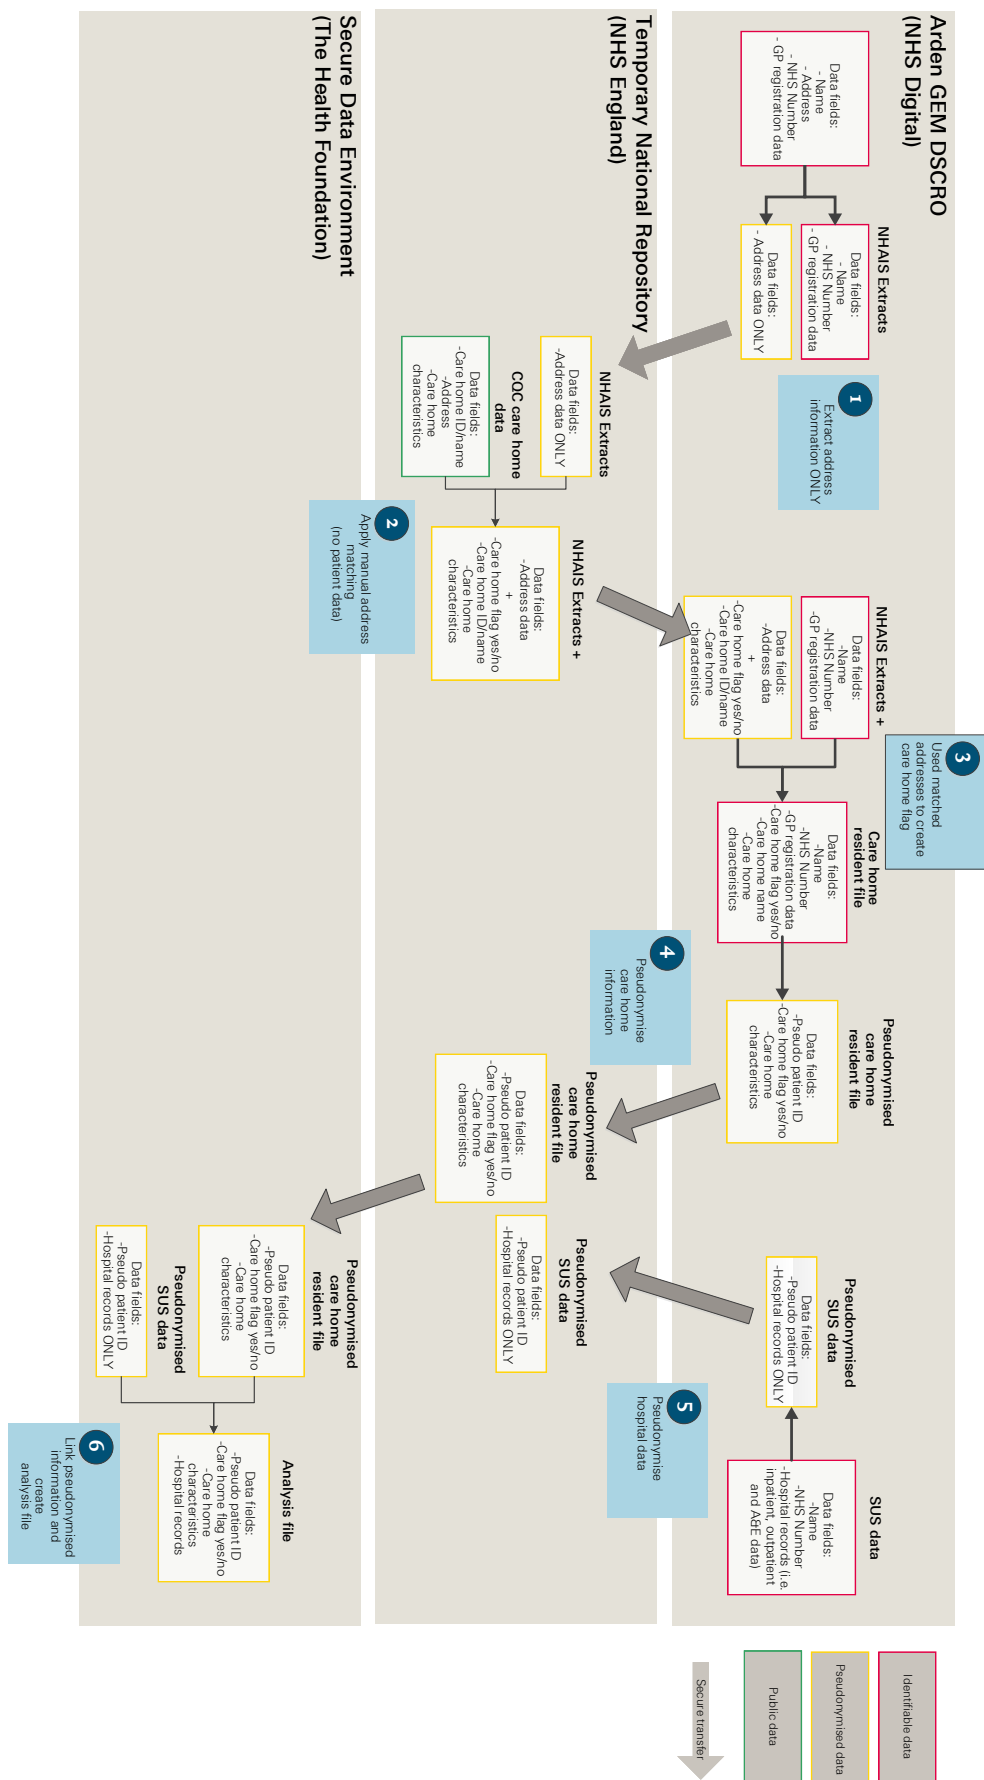 Arden GEM DSCRO
(NHS Digital)
Data fields:
- Name
- Address
- NHS Number
- GP registration data
NHAIS Extracts
Data fields:
- Name
- NHS Number
- GP registration data
Data fields:
- Address data ONLY
1
Extract address
information ONLY
NHAIS Extracts +
Data fields:
-Name
-NHS Number
-GP registration data
Data fields:
-Address data
+
-Care home flag yes/no
-Care home ID/name
-Care home
characteristics
3
Used matched
addresses to create
care home flag
Care home
resident file
Data fields:
-Name
-NHS Number
-GP registration data
-Care home flag yes/no
-Care home name
-Care home
characteristics
Pseudonymised
care home
resident file
Data fields:
-Pseudo patient ID
-Care home flag yes/no
-Care home
characteristics
Pseudonymised
SUS data
Data fields:
-Pseudo patient ID
-Hospital records ONLY
SUS data
Data fields:
-Name
-NHS Number
-Hospital records (i.e.
inpatient, outpatient
and A&E data)
Temporary National Repository
(NHS England)
NHAIS Extracts
Data fields:
-Address data ONLY
CQC care home
data
Data fields:
-Care home ID/name
-Address
-Care home
characteristics
2
Apply manual address
matching
(no patient data)
NHAIS Extracts +
Data fields:
-Address data
+
-Care home flag yes/no
-Care home ID/name
-Care home
characteristics
4
Pseudonymise
care home
information
Pseudonymised
care home
resident file
Data fields:
-Pseudo patient ID
-Care home flag yes/no
-Care home
characteristics
Pseudonymised
SUS data
Data fields:
-Pseudo patient ID
-Hospital records ONLY
5
Pseudonymise
hospital data
Secure Data Environment
(The Health Foundation)
Pseudonymised
care home
resident file
Data fields:
-Pseudo patient ID
-Care home flag yes/no
-Care home
characteristics
Pseudonymised
SUS data
Data fields:
-Pseudo patient ID
-Hospital records ONLY
Analysis file
Data fields:
-Pseudo patient ID
-Care home flag yes/no
-Care home
characteristics
-Hospital records
6
Link pseudonymised
information and
create
analysis file
Identifiable data
Pseudonymised data
Public data
Secure transfer